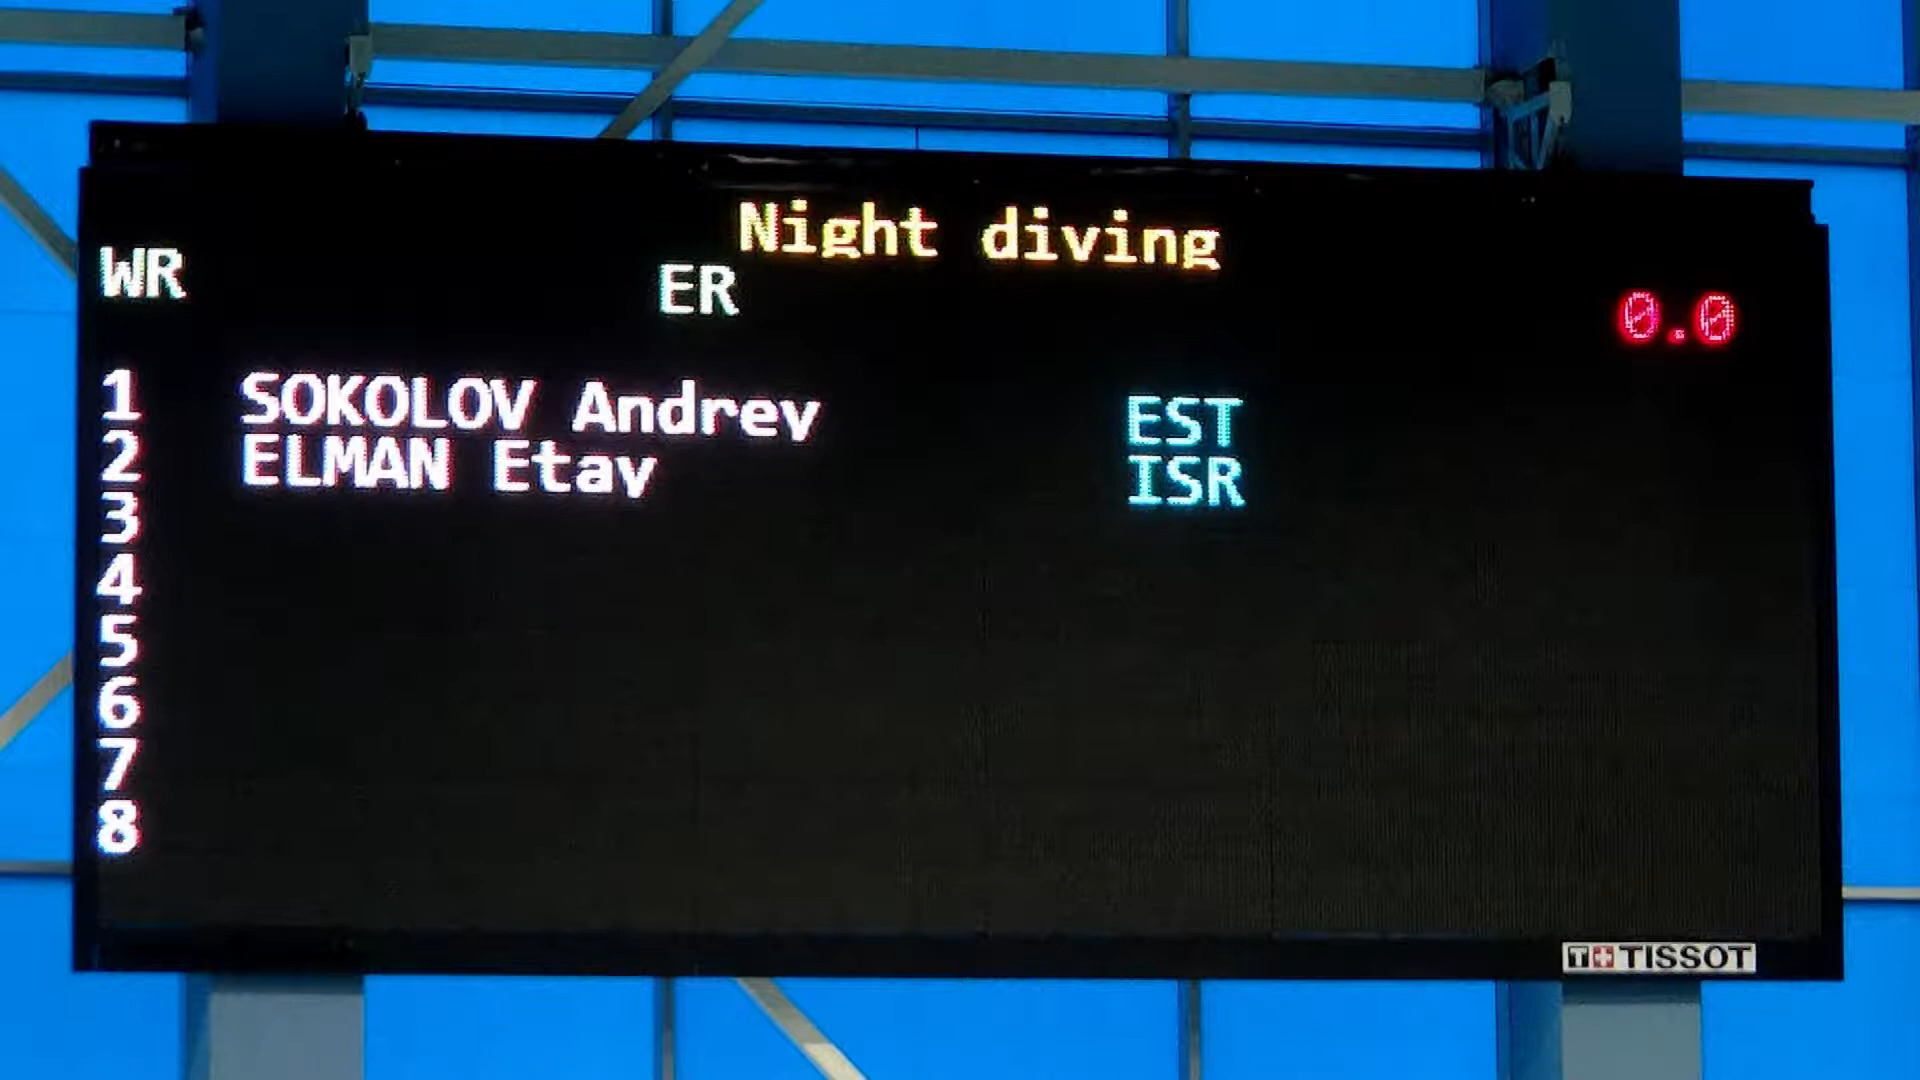 Night diving
WR ER 0.0
1 SOKOLOV Andrey EST
2 ELMAN Etay ISR
3
4
5
6
7
8
T+ TISSOT